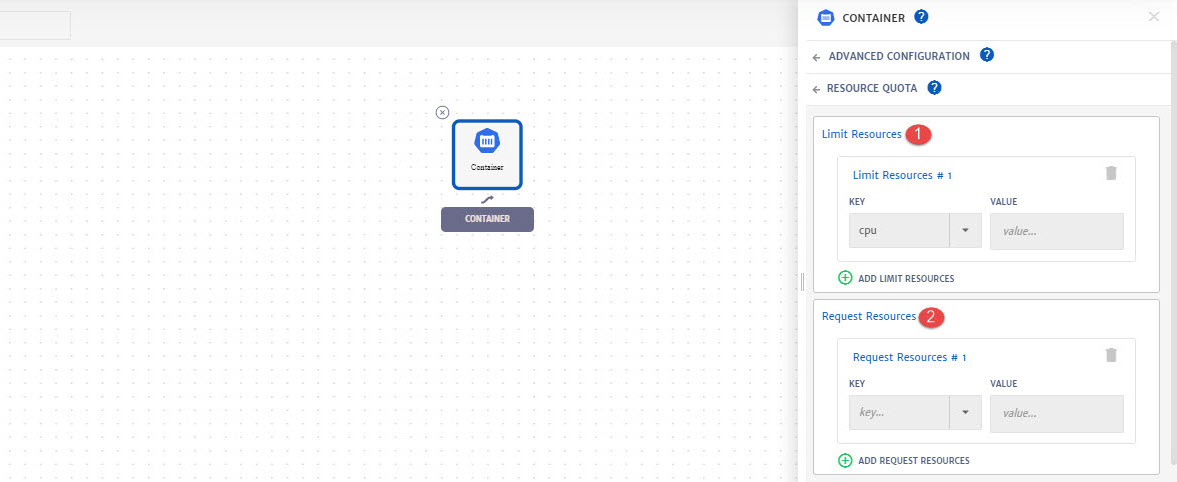 Container
CONTAINER
CONTAINER ?
ADVANCED CONFIGURATION ?
RESOURCE QUOTA ?
Limit Resources 1
Limit Resources # 1
KEY VALUE
cpu value...
ADD LIMIT RESOURCES
Request Resources 2
Request Resources # 1
KEY VALUE
key... value...
ADD REQUEST RESOURCES